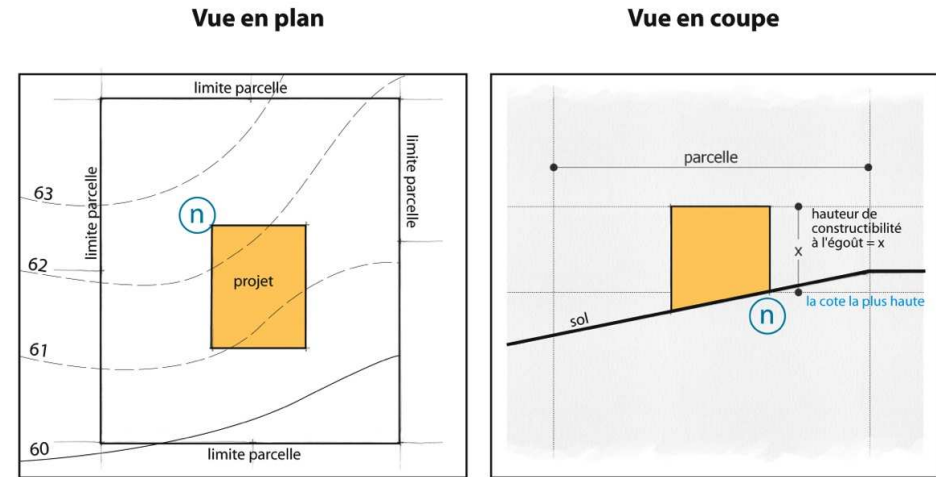 Vue en plan
limite parcelle
limite parcelle
limite parcelle
63
n
62
projet
61
60
limite parcelle
Vue en coupe
parcelle
hauteur de
constructibilité
à l'égoût = x
x
la cote la plus haute
n
sol